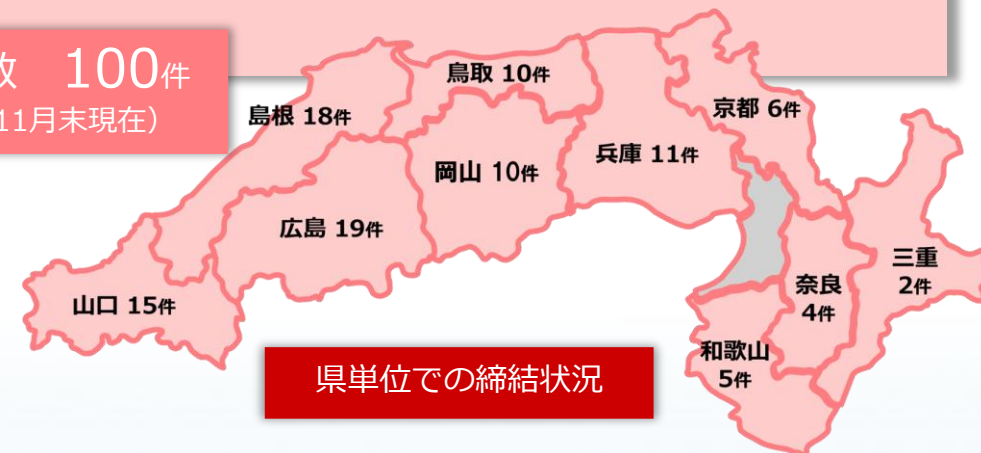 数　100件
11月末現在）
鳥取 10件
島根 18件
京都 6件
兵庫 11件
岡山 10件
広島 19件
三重
2件
奈良
4件
山口 15件
和歌山
5件
県単位での締結状況